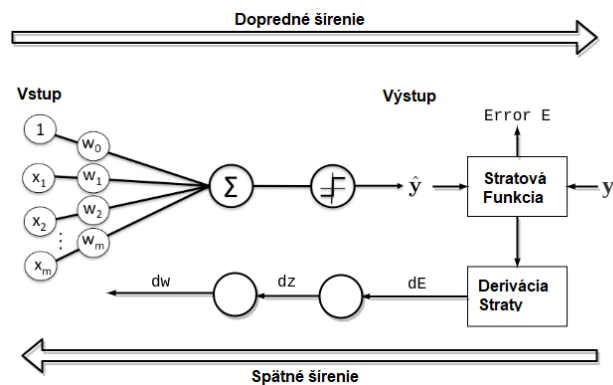 Dopredné šírenie
Vstup
Výstup
Error E
1
w0
x1
w1
x2
w2
⋮
xm
wm
Σ
ŷ
Stratová
Funkcia
y
dw
dz
dE
Derivácia
Straty
Spätné šírenie